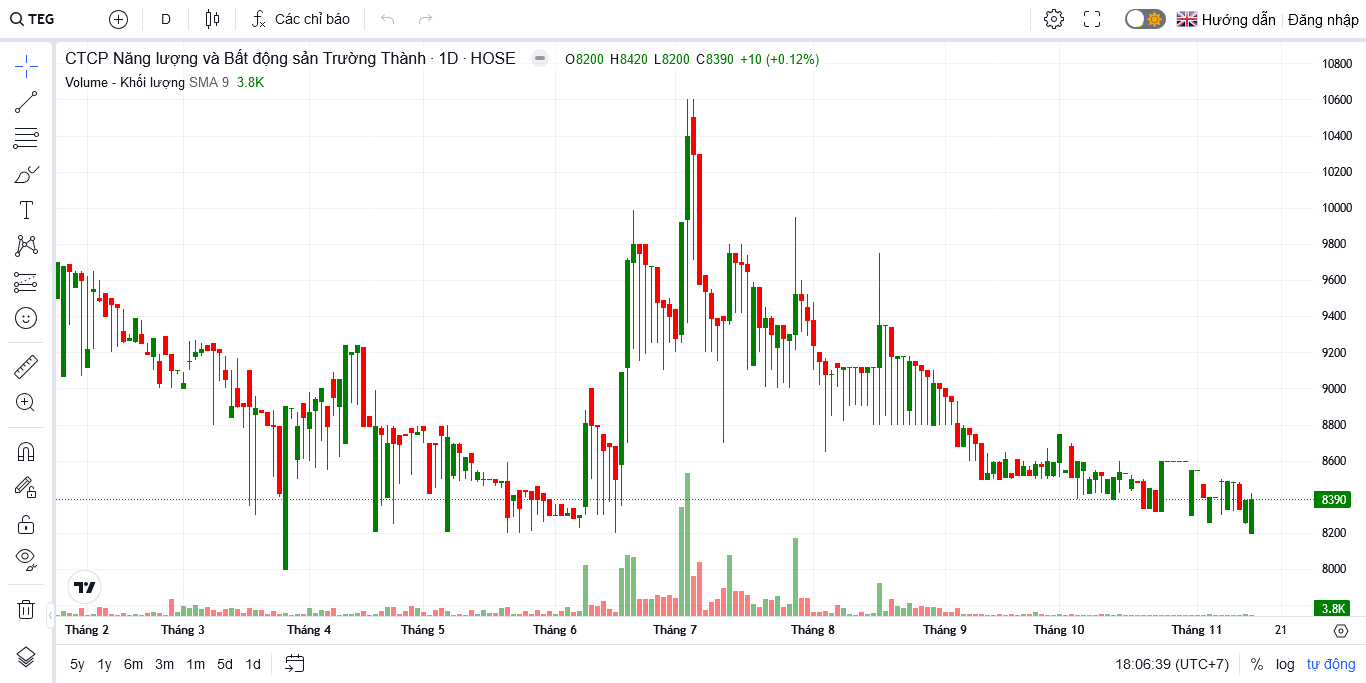 TEG D Các chỉ báo Hướng dẫn Đăng nhập
CTCP Năng lượng và Bất động sản Trường Thành · 1D · HOSE O8200 H8420 L8200 C8390 +10 (+0.12%)
Volume - Khối lượng SMA 9 3.8K
10800
10600
10400
10200
10000
9800
9600
9400
9200
9000
8800
8600
8390
8200
8000
3.8K
Tháng 2 Tháng 3 Tháng 4 Tháng 5 Tháng 6 Tháng 7 Tháng 8 Tháng 9 Tháng 10 Tháng 11 21
5y 1y 6m 3m 1m 5d 1d 18:06:39 (UTC+7) % log tự động